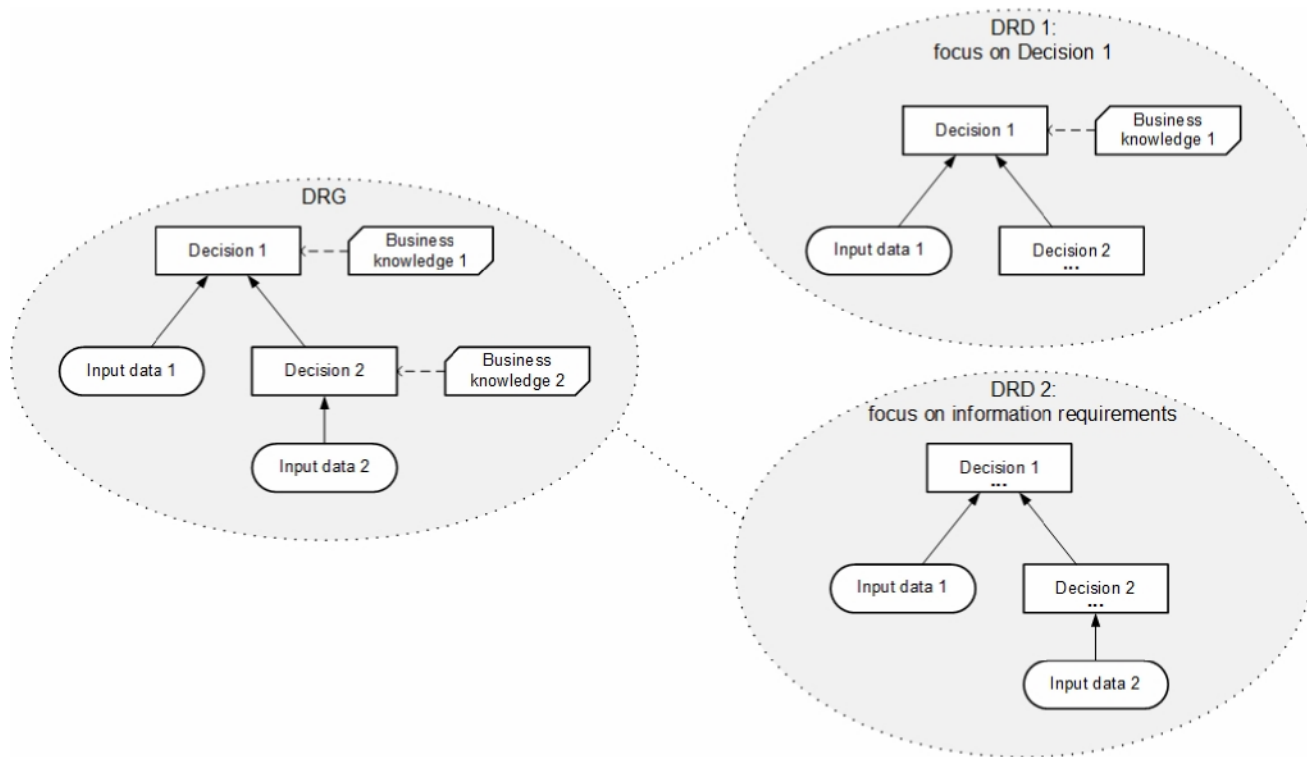 DRG
Decision 1
Business
knowledge 1
Input data 1
Decision 2
Business
knowledge 2
Input data 2
DRD 1:
focus on Decision 1
Decision 1
Business
knowledge 1
Input data 1
Decision 2
...
DRD 2:
focus on information requirements
Decision 1
...
Input data 1
Decision 2
...
Input data 2